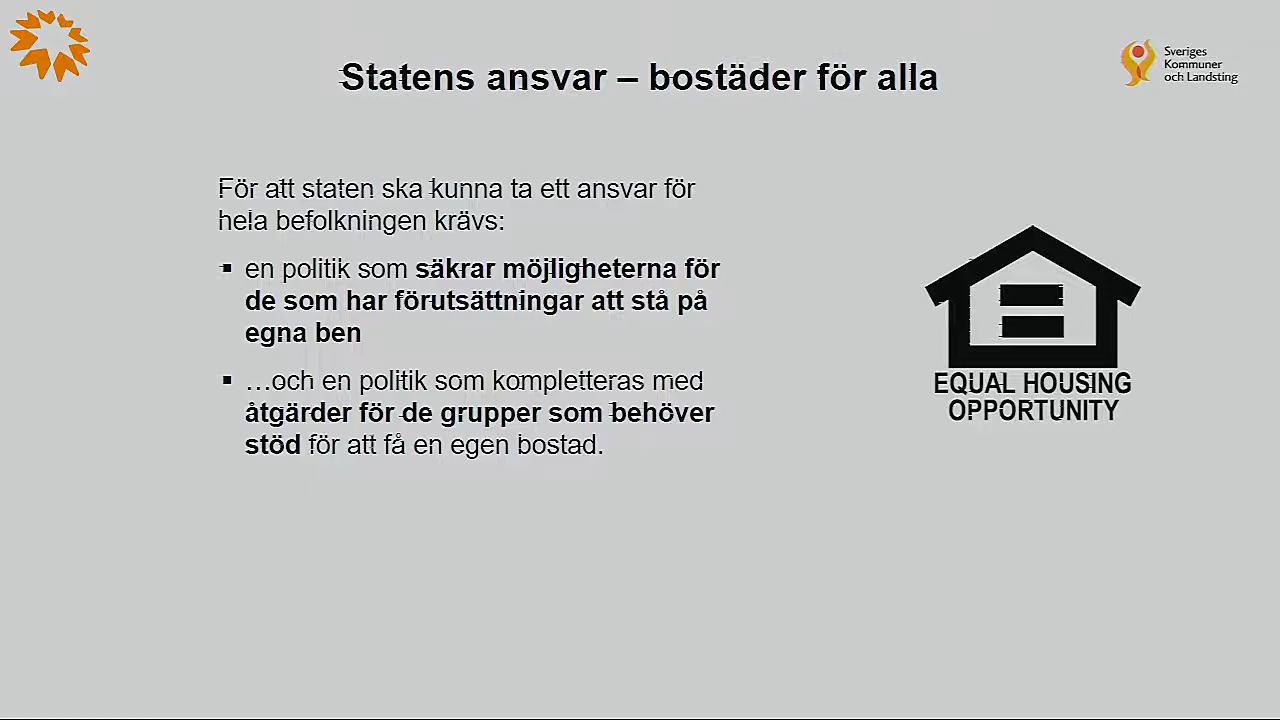 Statens ansvar – bostäder för alla
Sveriges
Kommuner
och Landsting
För att staten ska kunna ta ett ansvar för
hela befolkningen krävs:
▪ en politik som säkrar möjligheterna för
de som har förutsättningar att stå på
egna ben
▪ …och en politik som kompletteras med
åtgärder för de grupper som behöver
stöd för att få en egen bostad.
EQUAL HOUSING
OPPORTUNITY